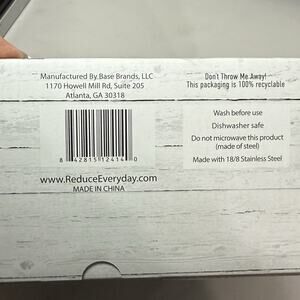 Manufactured By Base Brands, LLC
1170 Howell Mill Rd, Suite 205
Atlanta, GA 30318
8 42815 12414 0
www.ReduceEveryday.com
MADE IN CHINA
Don't Throw Me Away!
This packaging is 100% recyclable
Wash before use
Dishwasher safe
Do not microwave this product
(made of steel)
Made with 18/8 Stainless Steel